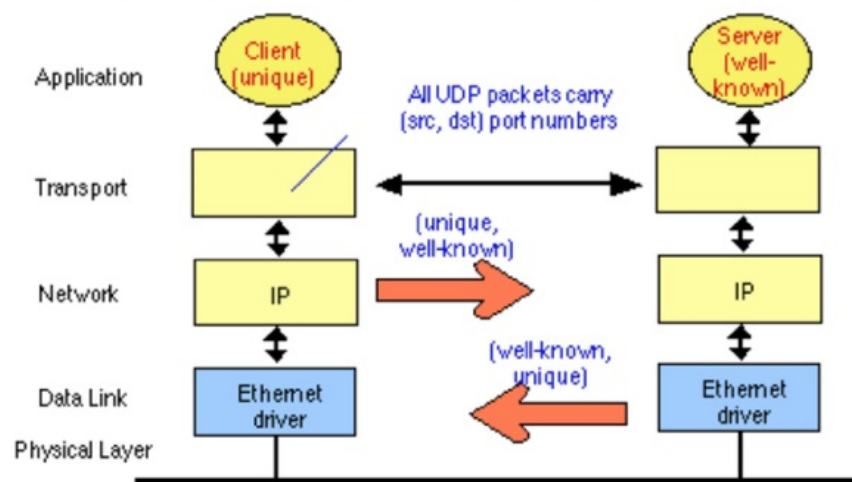 Application
Client
(unique)
Server
(well-
known)
All UDP packets carry
(src, dst) port numbers
Transport
(unique,
well-known)
Network
IP
IP
(well-known,
unique)
Data Link
Ethernet
driver
Ethernet
driver
Physical Layer